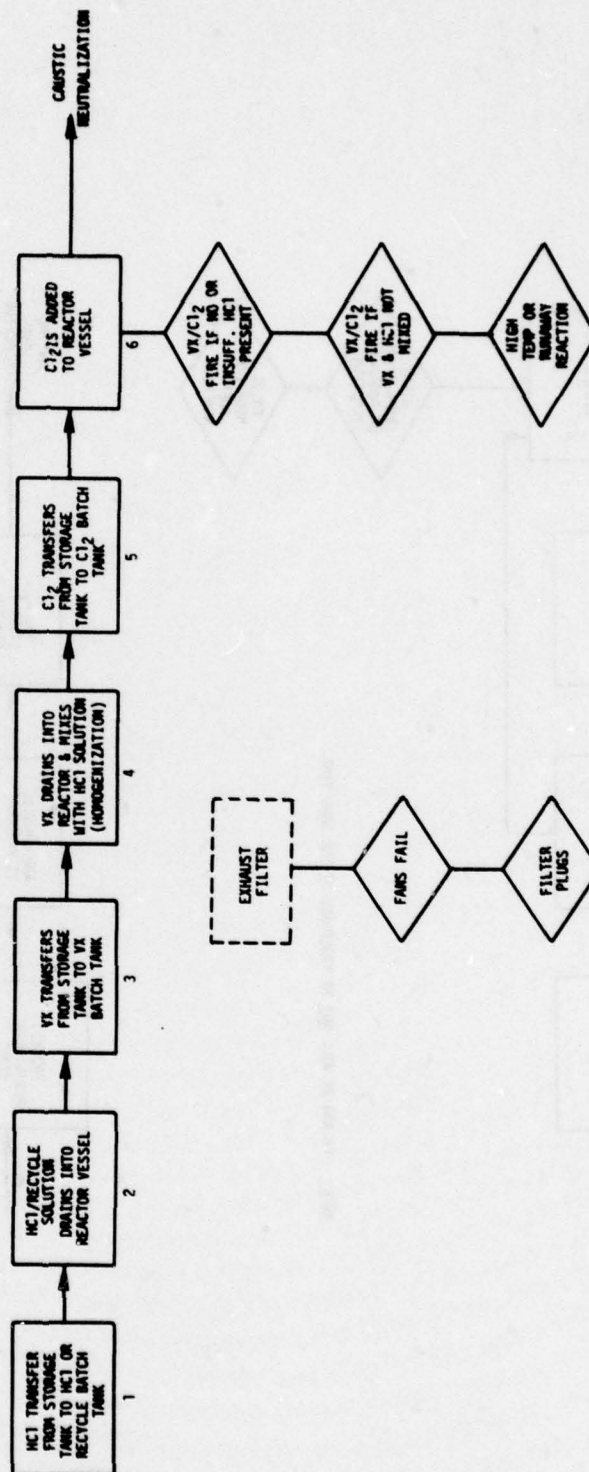 HCl TRANSFER
FROM STORAGE
TANK TO HCl OR
RECYCLE BATCH
TANK
1
HCl/RECYCLE
SOLUTION
DRAINS INTO
REACTOR VESSEL
2
VX TRANSFERS
FROM STORAGE
TANK TO VX
BATCH TANK
3
VX DRAINS INTO
REACTOR & MIXES
WITH HCl SOLUTION
(HOMOGENIZATION)
4
Cl2 TRANSFERS
FROM STORAGE
TANK TO Cl2 BATCH
TANK
5
Cl2 IS ADDED
TO REACTOR
VESSEL
6
CAUSTIC
NEUTRALIZATION
EXHAUST
FILTER
FANS FAIL
FILTER
PLUGS
VX/Cl2
FIRE IF NO OR
INSUFF. HCl
PRESENT
VX/Cl2
FIRE IF
VX & HCl NOT
MIXED
HIGH
TEMP OR
RUNAWAY
REACTION